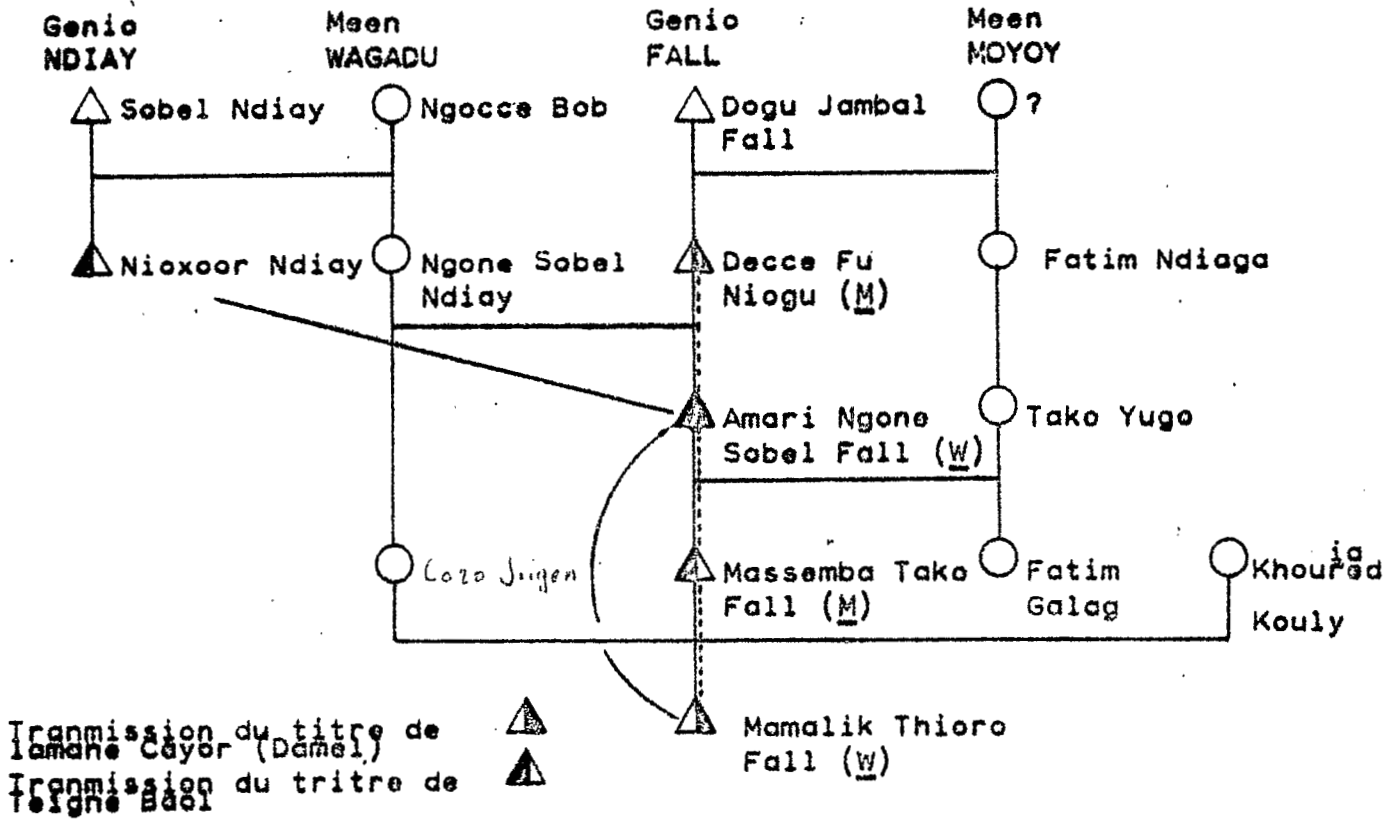 Genio
NDIAY
Meen
WAGADU
Genio
FALL
Meen
MOYOY
Sobel Ndiay
Ngocce Bob
Dogu Jambal
Fall
?
Nioxoor Ndiay
Ngone Sobel
Ndiay
Decce Fu
Niogu (M)
Fatim Ndiaga
Amari Ngone
Sobel Fall (W)
Tako Yugo
Massemba Tako
Fall (M)
Fatim
Galag
ia
Khoured
Kouly
Mamalik Thioro
Fall (W)
Tranmission du titre de
Lamane Cayor (Damel)
Tranmission du tritre de
Teigne Baol